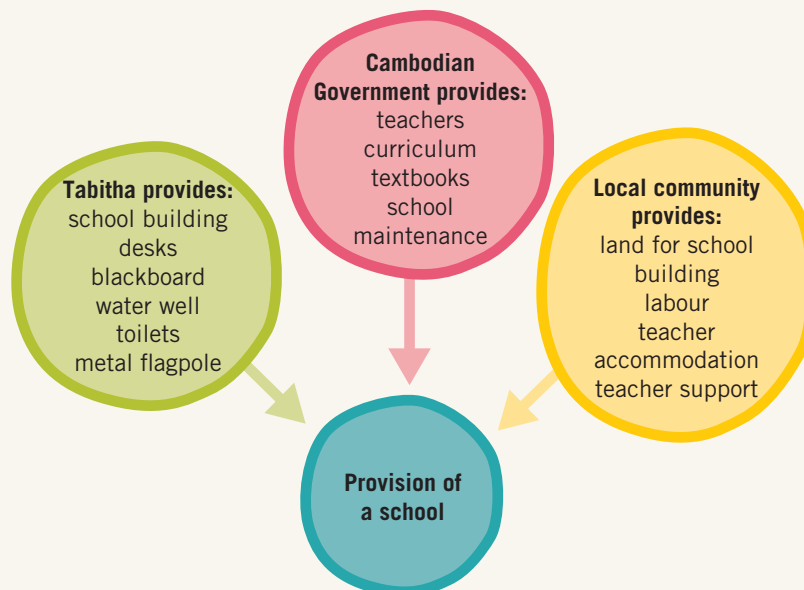 Cambodian
Government provides:
teachers
curriculum
textbooks
school
maintenance
Tabitha provides:
school building
desks
blackboard
water well
toilets
metal flagpole
Local community
provides:
land for school
building
labour
teacher
accommodation
teacher support
Provision of
a school